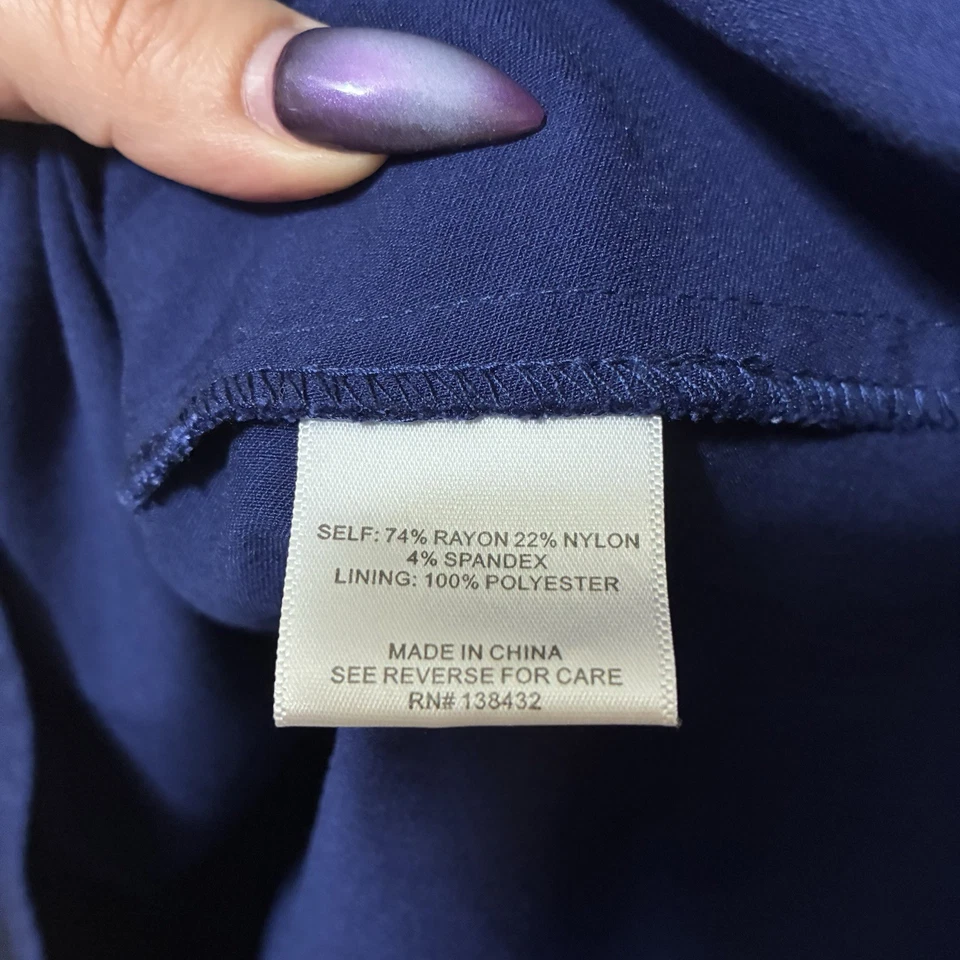 SELF: 74% RAYON 22% NYLON
4% SPANDEX
LINING: 100% POLYESTER
MADE IN CHINA
SEE REVERSE FOR CARE
RN# 138432